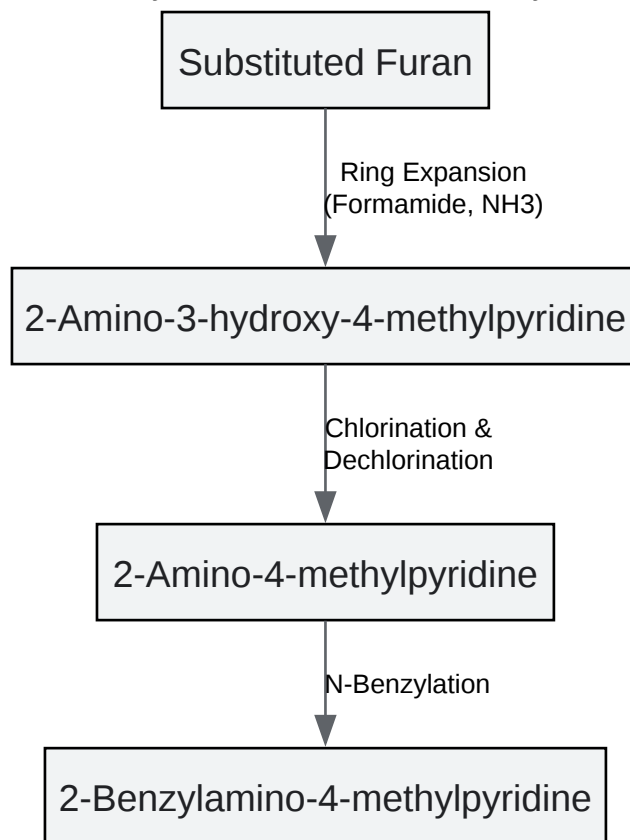 Substituted Furan
Ring Expansion
(Formamide, NH3)
2-Amino-3-hydroxy-4-methylpyridine
Chlorination &
Dechlorination
2-Amino-4-methylpyridine
N-Benzylation
2-Benzylamino-4-methylpyridine